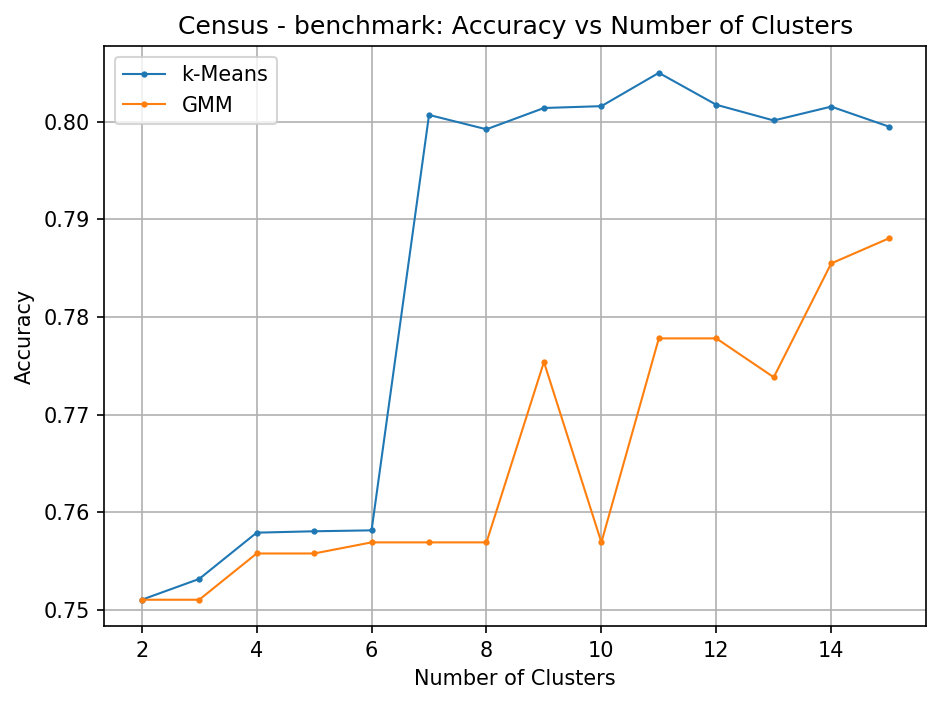 Census - benchmark: Accuracy vs Number of Clusters
k-Means
GMM
0.80
0.79
0.78
0.77
0.76
0.75
Accuracy
2 4 6 8 10 12 14
Number of Clusters